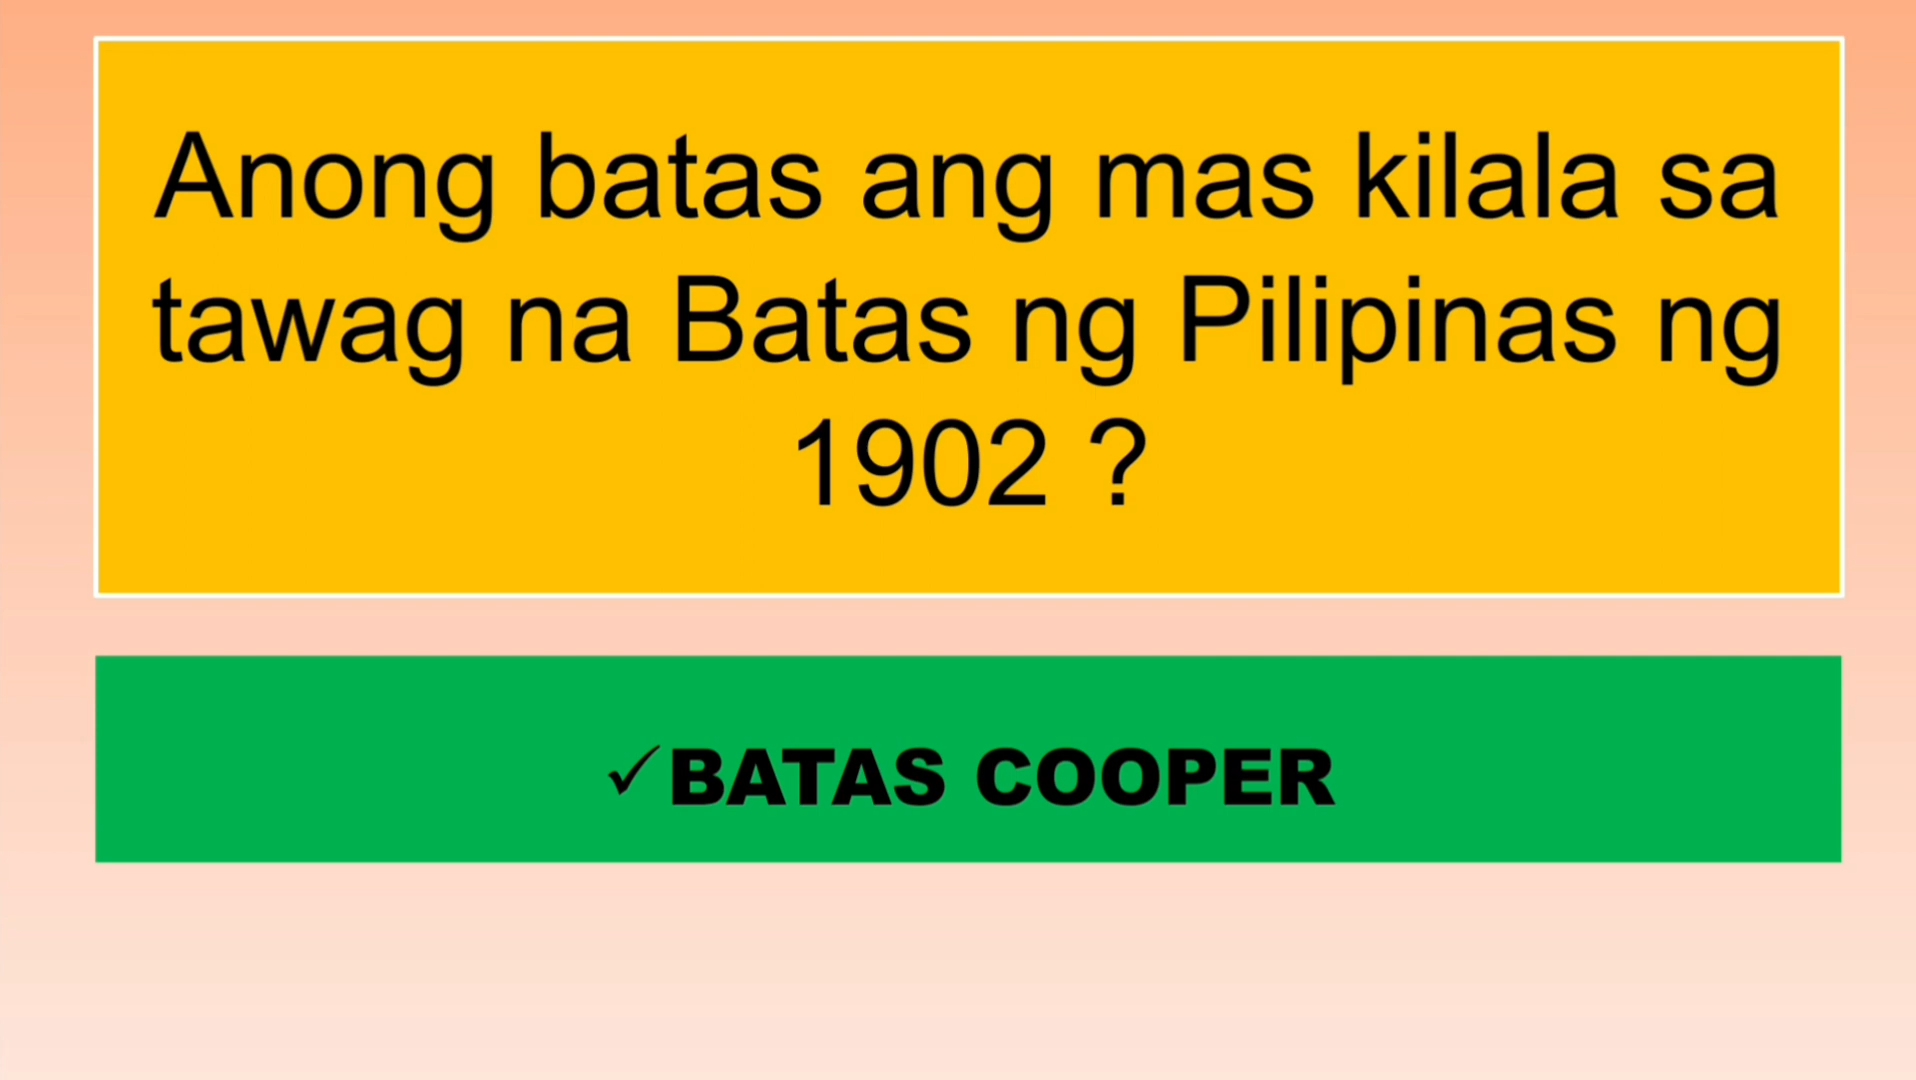 Anong batas ang mas kilala sa
tawag na Batas ng Pilipinas ng
1902 ?
✓BATAS COOPER